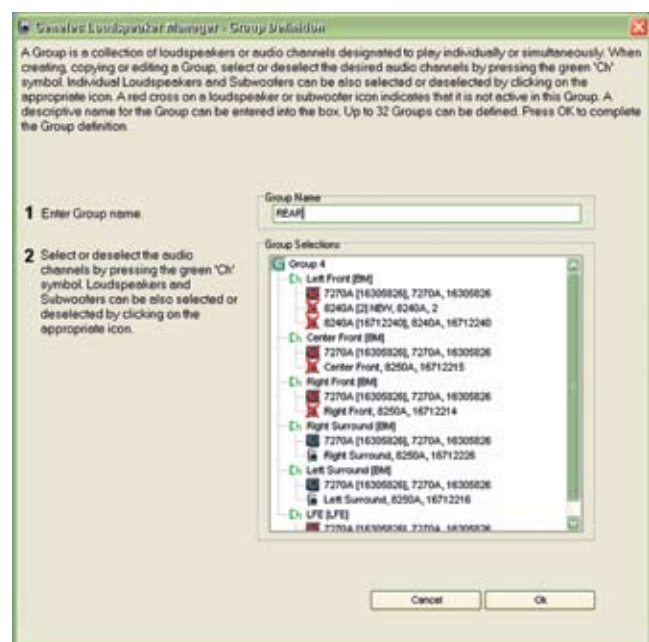 Genelec Loudspeaker Manager - Group Definition
A Group is a collection of loudspeakers or audio channels designated to play individually or simultaneously. When
creating, copying or editing a Group, select or deselect the desired audio channels by pressing the green 'Ch'
symbol. Individual Loudspeakers and Subwoofers can be also selected or deselected by clicking on the
appropriate icon. A red cross on a loudspeaker or subwoofer icon indicates that it is not active in this Group. A
descriptive name for the Group can be entered into the box. Up to 32 Groups can be defined. Press OK to complete
the Group definition.
1 Enter Group name.
Group Name
REAR
2 Select or deselect the audio
channels by pressing the green 'Ch'
symbol. Loudspeakers and
Subwoofers can be also selected or
deselected by clicking on the
appropriate icon.
Group Selections
G Group 4
Ch Left Front [BM]
7270A [16305826], 7270A, 16305826
8240A [2] NEW, 8240A, 2
8240A [16712240], 8240A, 16712240
Ch Center Front [BM]
7270A [16305826], 7270A, 16305826
Center Front, 8250A, 16712215
Ch Right Front [BM]
7270A [16305826], 7270A, 16305826
Right Front, 8250A, 16712214
Ch Right Surround [BM]
7270A [16305826], 7270A, 16305826
Right Surround, 8250A, 16712226
Ch Left Surround [BM]
7270A [16305826], 7270A, 16305826
Left Surround, 8250A, 16712216
Ch LFE [LFE]
7270A [16305826], 7270A, 16305826
Cancel
Ok